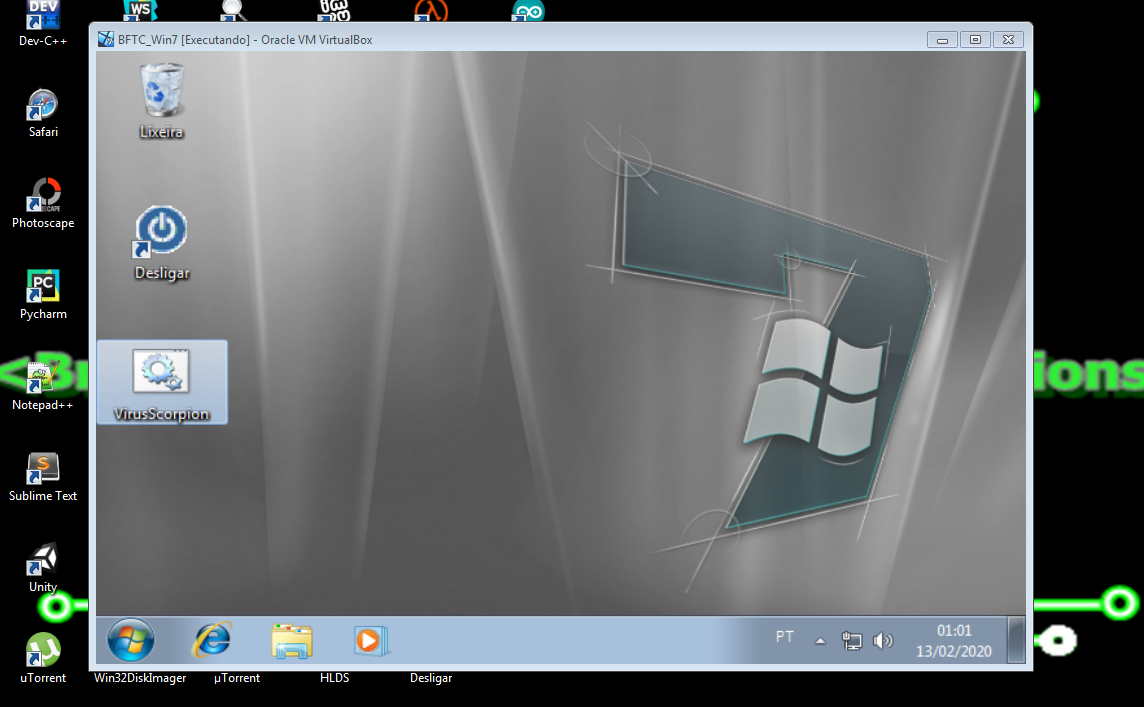 DEV
WS
Dev-C++
BFTC_Win7 [Executando] - Oracle VM VirtualBox
Lixeira
Safari
Photoscape
Desligar
PC
Pycharm
<Br
ions
Notepad++
VirusScorpion
S
Sublime Text
Unity
PT
01:01
13/02/2020
uTorrent
Win32DiskImager
µTorrent
HLDS
Desligar